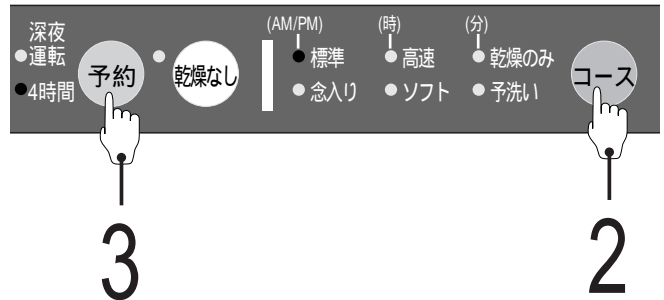 深夜
運転
4時間
予約
乾燥なし
(AM/PM) (時) (分)
標準 高速 乾燥のみ
念入り ソフト 予洗い
コース
3 2